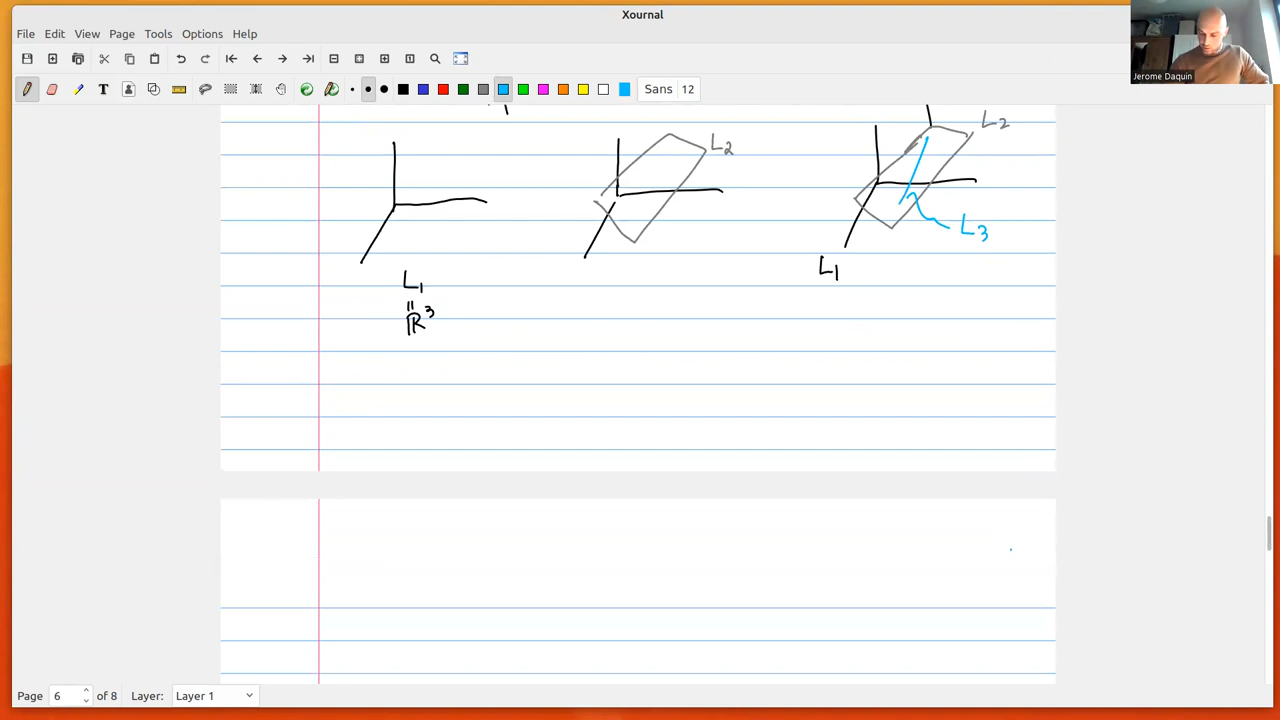 Xournal
File Edit View Page Tools Options Help
Sans 12
Jerome Daquin
L2
L2
L3
L1
L1
"
ℝ³
Page 6 of 8 Layer: Layer 1